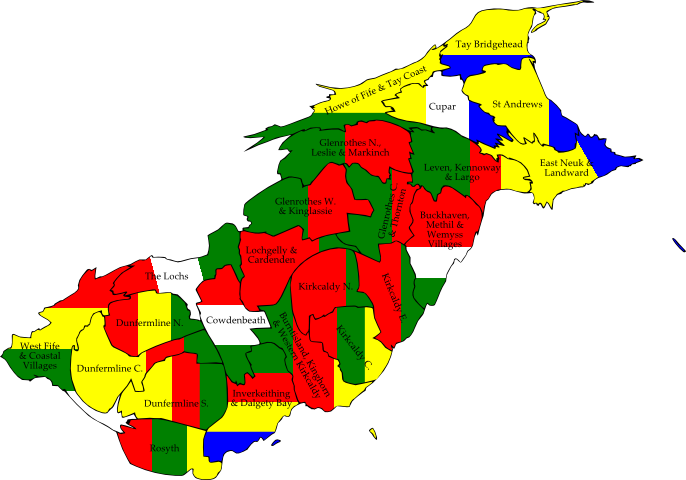 Tay Bridgehead
Howe of Fife & Tay Coast
Cupar
St Andrews
Glenrothes N.,
Leslie & Markinch
Leven, Kennoway
& Largo
East Neuk &
Landward
Glenrothes W.
& Kinglassie
Glenrothes C.
& Thornton
Buckhaven,
Methil &
Wemyss
Villages
Lochgelly &
Cardenden
The Lochs
Kirkcaldy N.
Kirkcaldy E.
Dunfermline N.
Cowdenbeath
Burntisland, Kinghorn
& Western Kirkcaldy
Kirkcaldy C.
West Fife
& Coastal
Villages
Dunfermline C.
Dunfermline S.
Inverkeithing
& Dalgety Bay
Rosyth